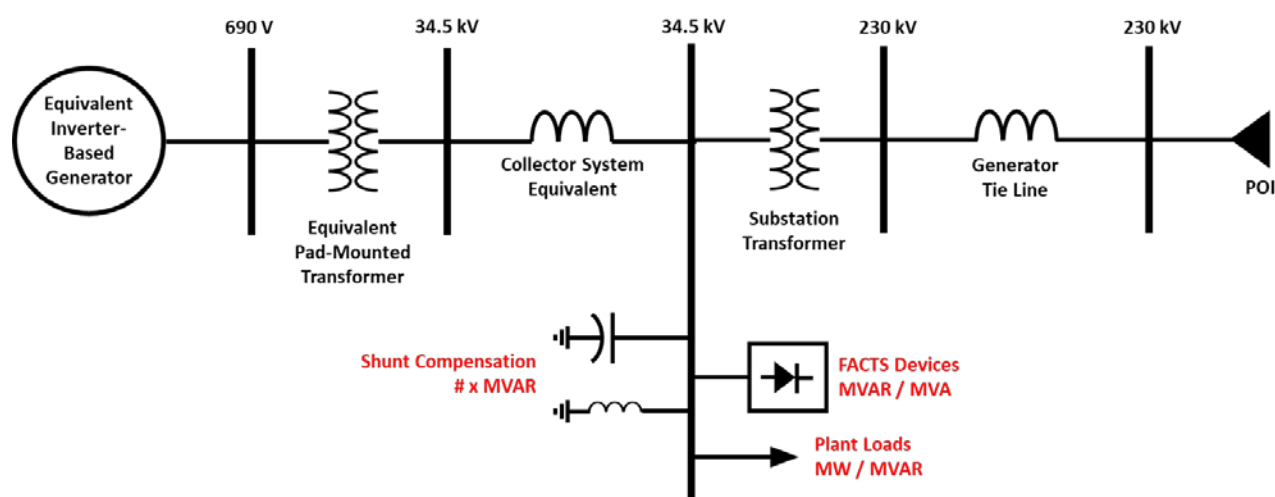 690 V
34.5 kV
34.5 kV
230 kV
230 kV
Equivalent
Inverter-
Based
Generator
Collector System
Equivalent
Generator
Tie Line
POI
Equivalent
Pad-Mounted
Transformer
Substation
Transformer
Shunt Compensation
# x MVAR
FACTS Devices
MVAR / MVA
Plant Loads
MW / MVAR